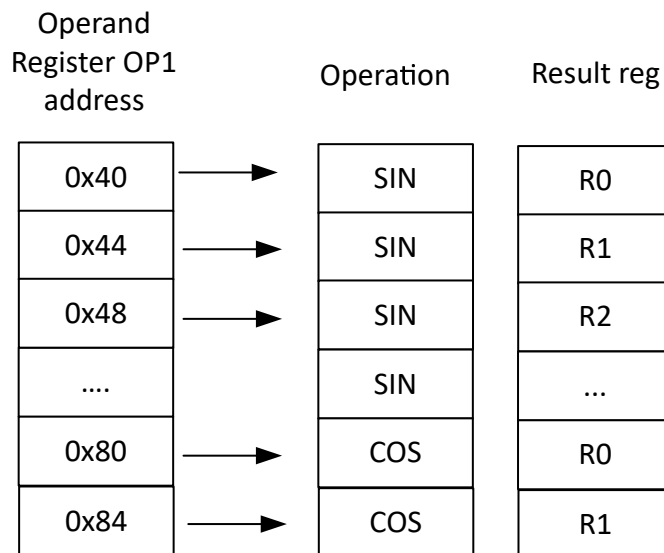 Operand
Register OP1
address
Operation
Result reg
0x40 SIN R0
0x44 SIN R1
0x48 SIN R2
.... SIN ...
0x80 COS R0
0x84 COS R1